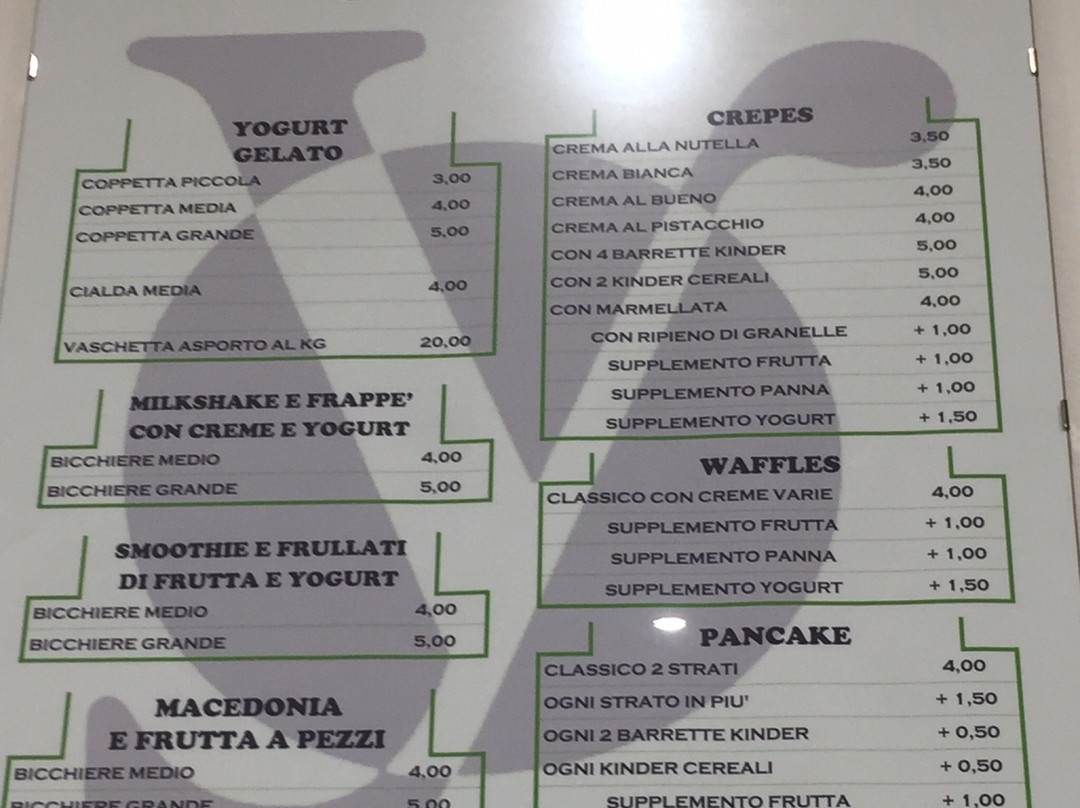 YOGURT
GELATO
COPPETTA PICCOLA 3,00
COPPETTA MEDIA 4,00
COPPETTA GRANDE 5,00
CIALDA MEDIA 4,00
VASCHETTA ASPORTO AL KG 20,00
MILKSHAKE E FRAPPE'
CON CREME E YOGURT
BICCHIERE MEDIO 4,00
BICCHIERE GRANDE 5,00
SMOOTHIE E FRULLATI
DI FRUTTA E YOGURT
BICCHIERE MEDIO 4,00
BICCHIERE GRANDE 5,00
MACEDONIA
E FRUTTA A PEZZI
BICCHIERE MEDIO 4,00
BICCHIERE GRANDE 5,00
CREPES
CREMA ALLA NUTELLA 3,50
CREMA BIANCA 3,50
CREMA AL BUENO 4,00
CREMA AL PISTACCHIO 4,00
CON 4 BARRETTE KINDER 5,00
CON 2 KINDER CEREALI 5,00
CON MARMELLATA 4,00
CON RIPIENO DI GRANELLE + 1,00
SUPPLEMENTO FRUTTA + 1,00
SUPPLEMENTO PANNA + 1,00
SUPPLEMENTO YOGURT + 1,50
WAFFLES
CLASSICO CON CREME VARIE 4,00
SUPPLEMENTO FRUTTA + 1,00
SUPPLEMENTO PANNA + 1,00
SUPPLEMENTO YOGURT + 1,50
PANCAKE
CLASSICO 2 STRATI 4,00
OGNI STRATO IN PIU' + 1,50
OGNI 2 BARRETTE KINDER + 0,50
OGNI KINDER CEREALI + 0,50
SUPPLEMENTO FRUTTA + 1,00